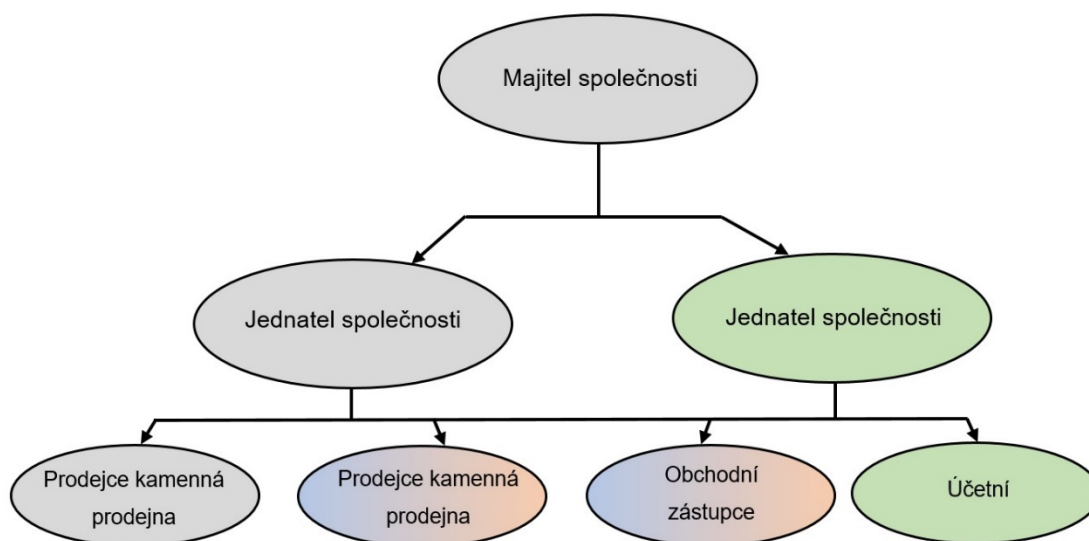 Majitel společnosti
Jednatel společnosti
Jednatel společnosti
Prodejce kamenná
prodejna
Prodejce kamenná
prodejna
Obchodní
zástupce
Účetní